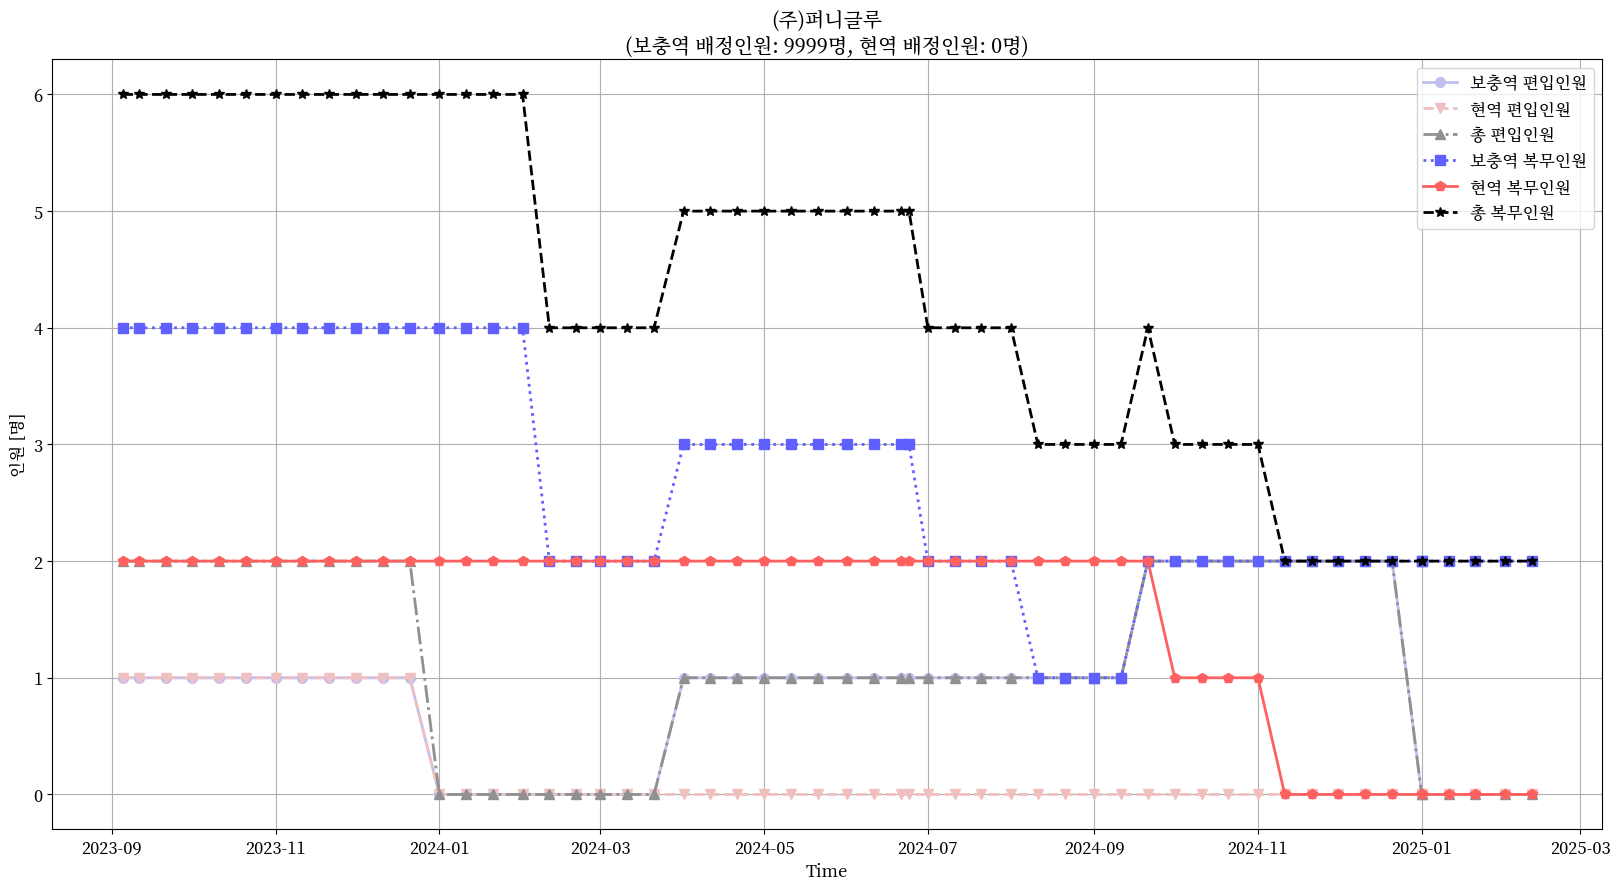 (주)퍼니글루
(보충역 배정인원: 9999명, 현역 배정인원: 0명)
보충역 편입인원
현역 편입인원
총 편입인원
보충역 복무인원
현역 복무인원
총 복무인원
인원 [명]
6
5
4
3
2
1
0
2023-09
2023-11
2024-01
2024-03
2024-05
2024-07
2024-09
2024-11
2025-01
2025-03
Time